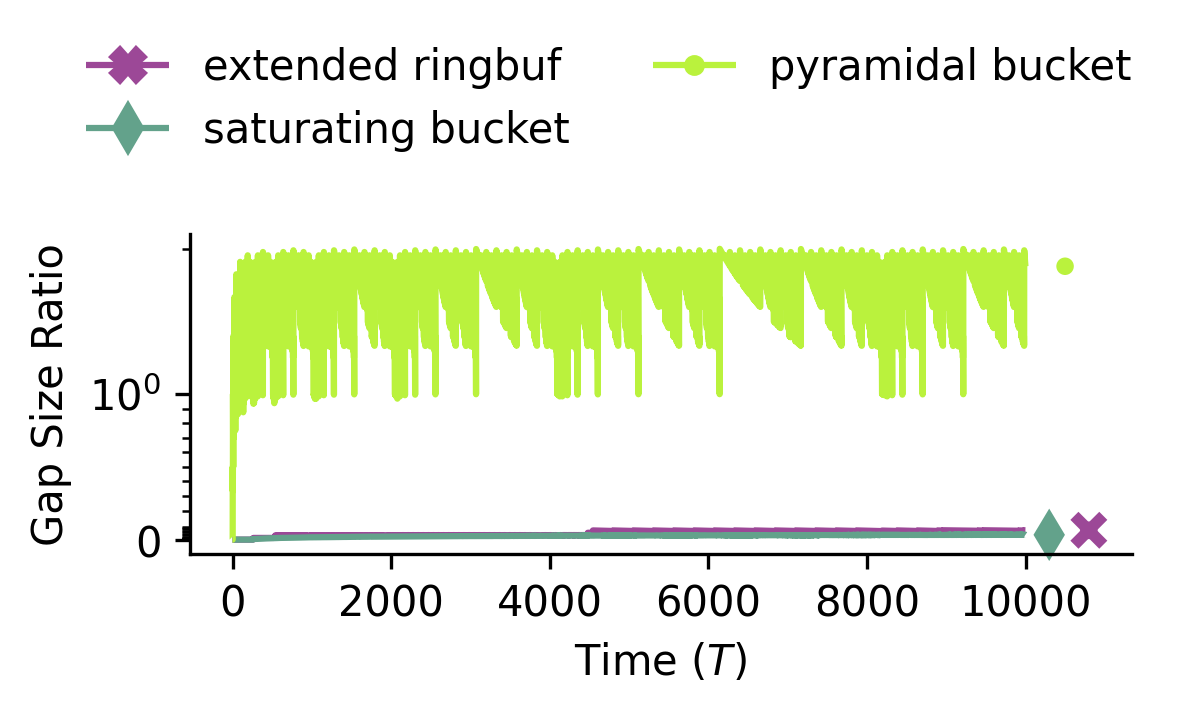 extended ringbuf
saturating bucket
pyramidal bucket
Gap Size Ratio
10⁰
0
0 2000 4000 6000 8000 10000
Time (T)